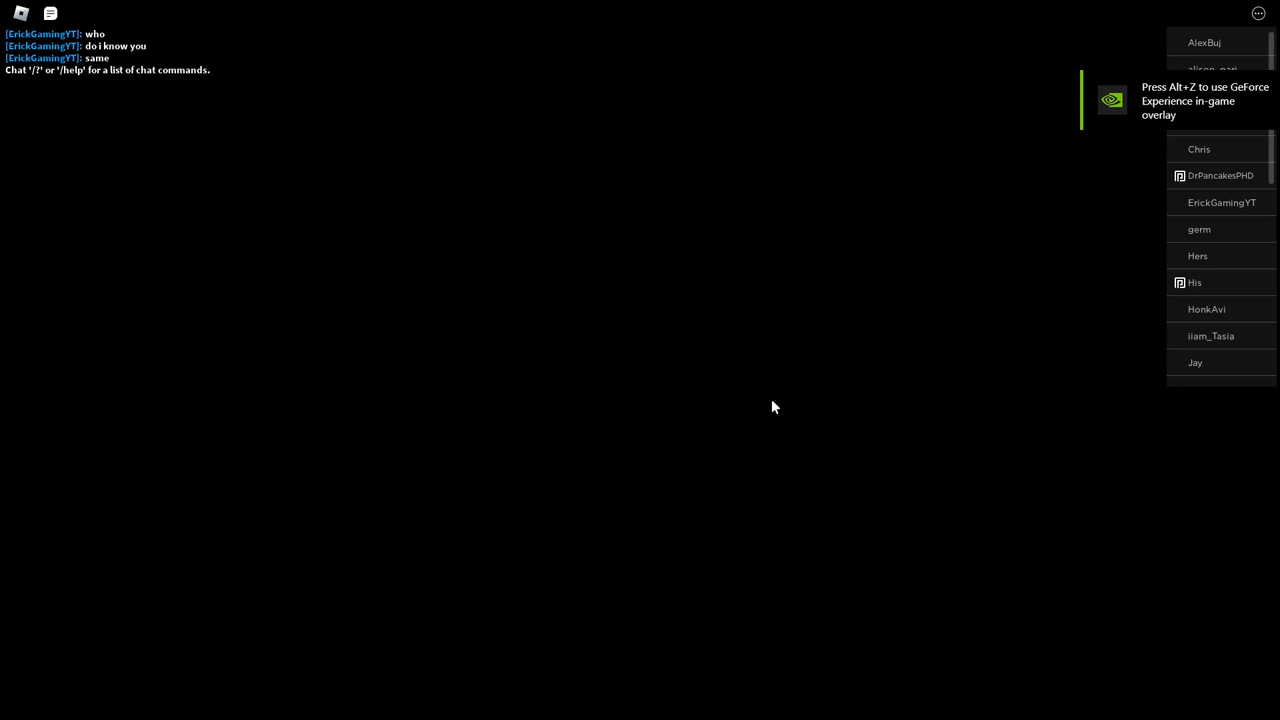 [ErickGamingYT]: who
[ErickGamingYT]: do i know you
[ErickGamingYT]: same
Chat '/?' or '/help' for a list of chat commands.
AlexBuj
Press Alt+Z to use GeForce
Experience in-game
overlay
Chris
DrPancakesPHD
ErickGamingYT
germ
Hers
His
HonkAvi
iiam_Tasia
Jay